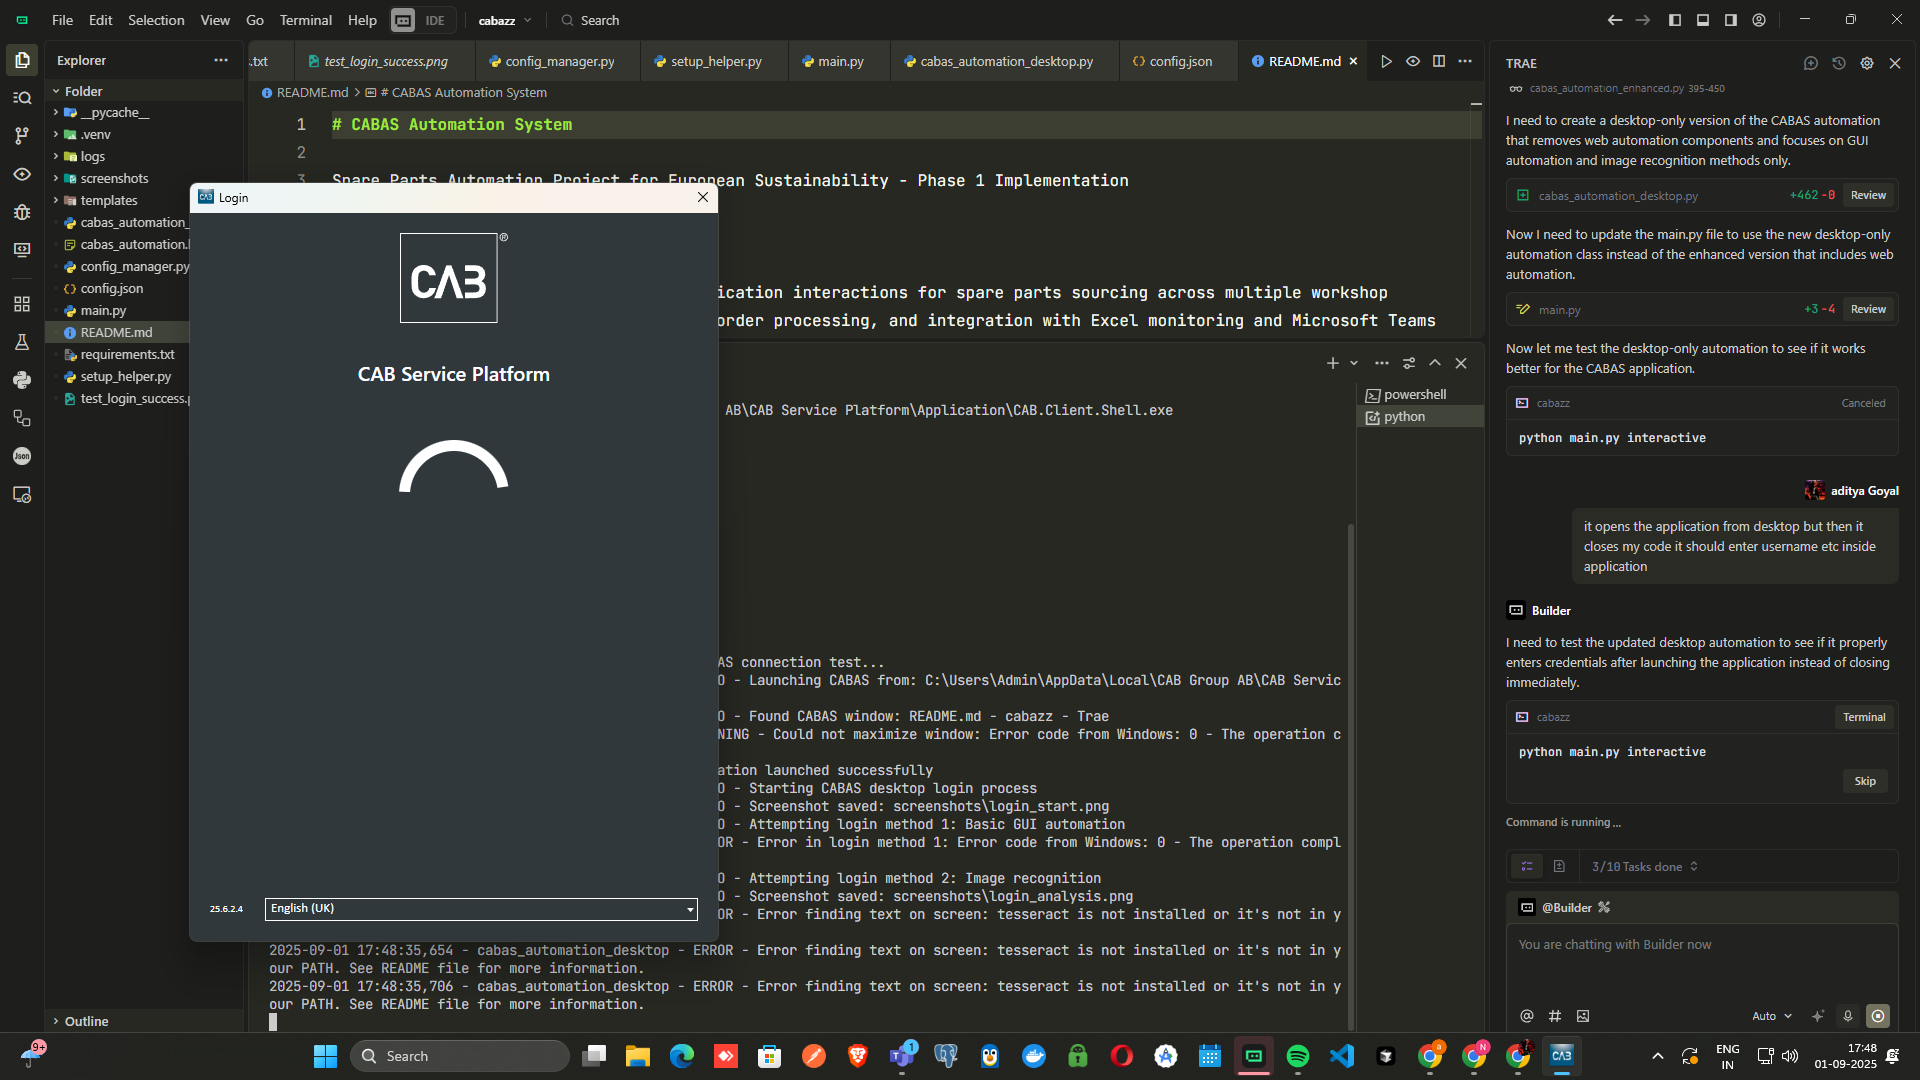 File Edit Selection View Go Terminal Help IDE cabazz Search
Explorer
Folder
__pycache__
.venv
logs
screenshots
templates
cabas_automation_
cabas_automation.
config_manager.py
config.json
main.py
README.md
requirements.txt
setup_helper.py
test_login_success.
Outline
.txt test_login_success.png config_manager.py setup_helper.py main.py cabas_automation_desktop.py config.json README.md
README.md > # CABAS Automation System
1 # CABAS Automation System
2
3 Spare Parts Automation Project for European Sustainability - Phase 1 Implementation
ication interactions for spare parts sourcing across multiple workshop
order processing, and integration with Excel monitoring and Microsoft Teams
Login
CAB®
CAB Service Platform
25.6.2.4 English (UK)
powershell
python
AB\CAB Service Platform\Application\CAB.Client.Shell.exe
AS connection test...
O - Launching CABAS from: C:\Users\Admin\AppData\Local\CAB Group AB\CAB Servic
O - Found CABAS window: README.md - cabazz - Trae
NING - Could not maximize window: Error code from Windows: 0 - The operation c
ation launched successfully
O - Starting CABAS desktop login process
O - Screenshot saved: screenshots\login_start.png
O - Attempting login method 1: Basic GUI automation
OR - Error in login method 1: Error code from Windows: 0 - The operation compl
O - Attempting login method 2: Image recognition
O - Screenshot saved: screenshots\login_analysis.png
OR - Error finding text on screen: tesseract is not installed or it's not in y
2025-09-01 17:48:35,654 - cabas_automation_desktop - ERROR - Error finding text on screen: tesseract is not installed or it's not in y
our PATH. See README file for more information.
2025-09-01 17:48:35,706 - cabas_automation_desktop - ERROR - Error finding text on screen: tesseract is not installed or it's not in y
our PATH. See README file for more information.
TRAE
cabas_automation_enhanced.py 395-450
I need to create a desktop-only version of the CABAS automation
that removes web automation components and focuses on GUI
automation and image recognition methods only.
cabas_automation_desktop.py +462 -0 Review
Now I need to update the main.py file to use the new desktop-only
automation class instead of the enhanced version that includes web
automation.
main.py +3 -4 Review
Now let me test the desktop-only automation to see if it works
better for the CABAS application.
cabazz Canceled
python main.py interactive
aditya Goyal
it opens the application from desktop but then it
closes my code it should enter username etc inside
application
Builder
I need to test the updated desktop automation to see if it properly
enters credentials after launching the application instead of closing
immediately.
cabazz Terminal
python main.py interactive
Skip
Command is running ...
3/10 Tasks done
@Builder
You are chatting with Builder now
Auto
9+ Search 1 a N CAB ENG 17:48
IN 01-09-2025